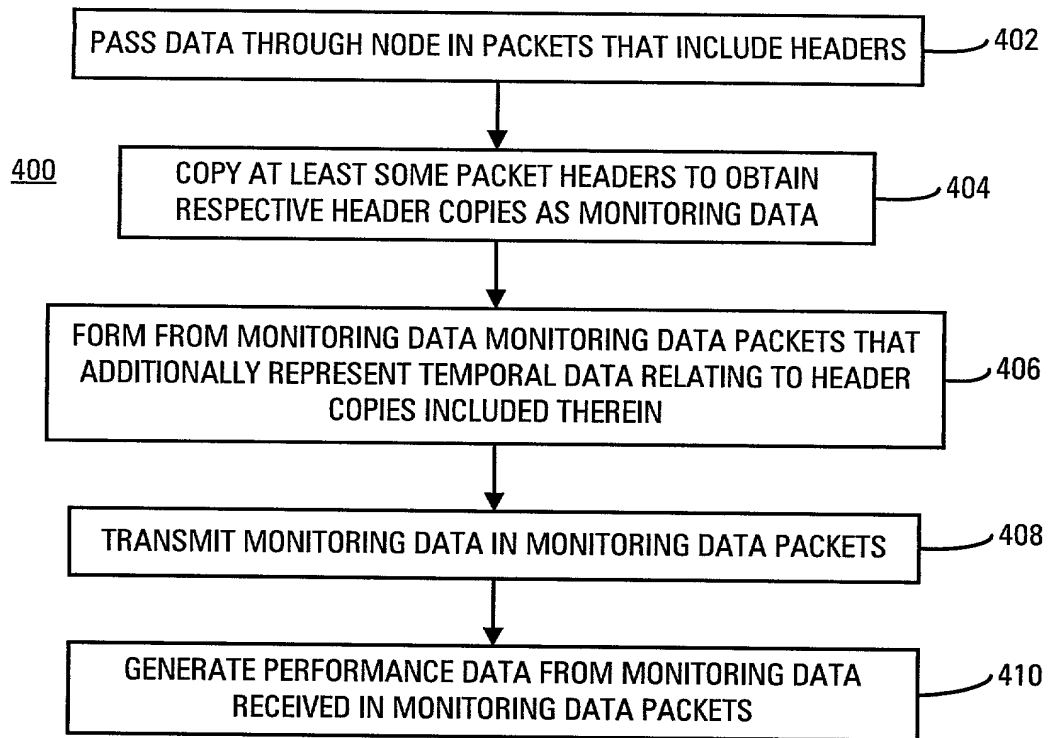 PASS DATA THROUGH NODE IN PACKETS THAT INCLUDE HEADERS
402
400
COPY AT LEAST SOME PACKET HEADERS TO OBTAIN
RESPECTIVE HEADER COPIES AS MONITORING DATA
404
FORM FROM MONITORING DATA MONITORING DATA PACKETS THAT
ADDITIONALLY REPRESENT TEMPORAL DATA RELATING TO HEADER
COPIES INCLUDED THEREIN
406
TRANSMIT MONITORING DATA IN MONITORING DATA PACKETS
408
GENERATE PERFORMANCE DATA FROM MONITORING DATA
RECEIVED IN MONITORING DATA PACKETS
410